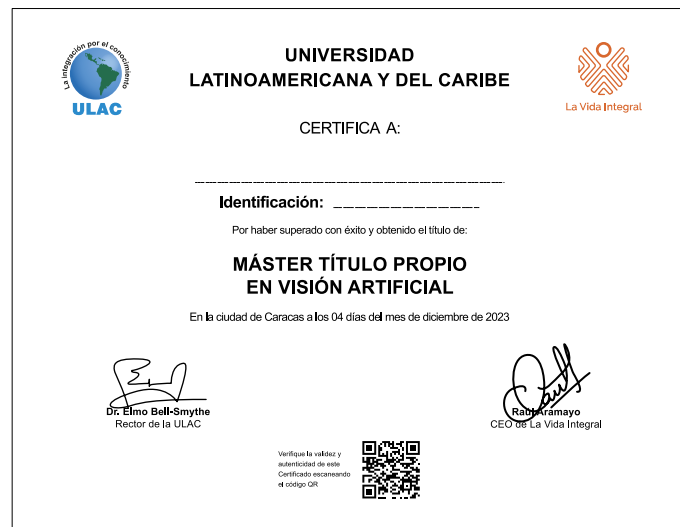 La integración por el conocimiento
ULAC
UNIVERSIDAD
LATINOAMERICANA Y DEL CARIBE
La Vida Integral
CERTIFICA A:
Identificación:
Por haber superado con éxito y obtenido el título de:
MÁSTER TÍTULO PROPIO
EN VISIÓN ARTIFICIAL
En la ciudad de Caracas a los 04 días del mes de diciembre de 2023
Dr. Elmo Bell-Smythe
Rector de la ULAC
Raúl Aramayo
CEO de La Vida Integral
Verifique la validez y
autenticidad de este
Certificado escaneando
el código QR